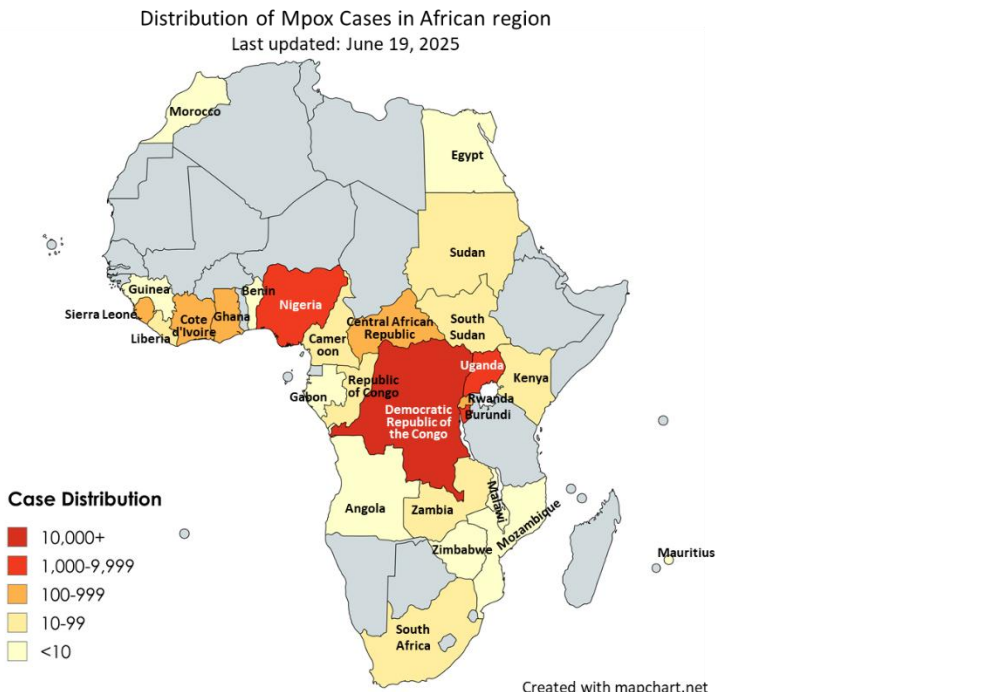 Distribution of Mpox Cases in African region
Last updated: June 19, 2025
Morocco
Egypt
Sudan
Guinea
Benin
Nigeria
Sierra Leone
Cote
d'Ivoire
Ghana
Liberia
Camer
oon
Central African
Republic
South
Sudan
Uganda
Kenya
Gabon
Republic
of Congo
Rwanda
Burundi
Democratic
Republic of
the Congo
Angola
Zambia
Malawi
Mozambique
Zimbabwe
Mauritius
South
Africa
Case Distribution
10,000+
1,000-9,999
100-999
10-99
<10
Created with mapchart.net